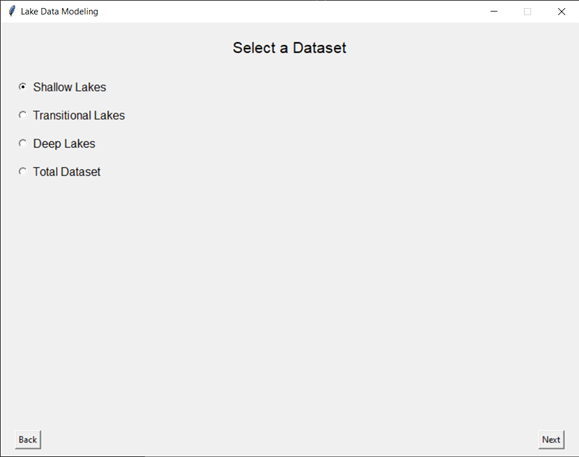 Lake Data Modeling
Select a Dataset
Shallow Lakes
Transitional Lakes
Deep Lakes
Total Dataset
Back
Next